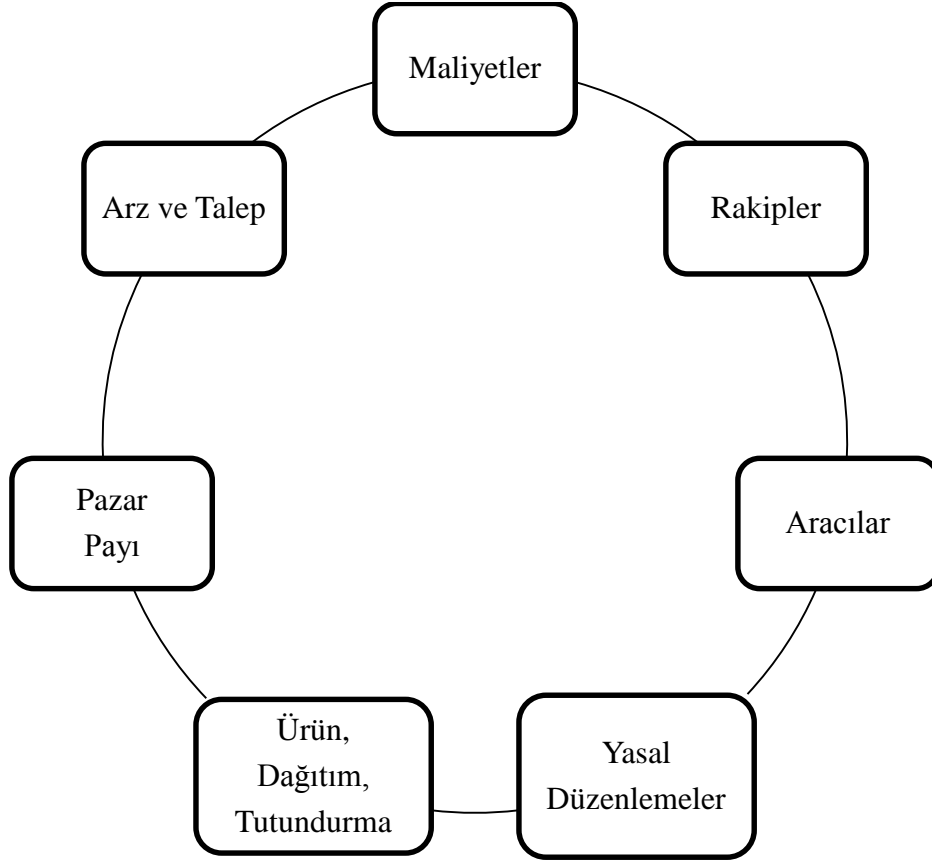 Maliyetler
Arz ve Talep
Rakipler
Pazar
Payı
Aracılar
Ürün,
Dağıtım,
Tutundurma
Yasal
Düzenlemeler